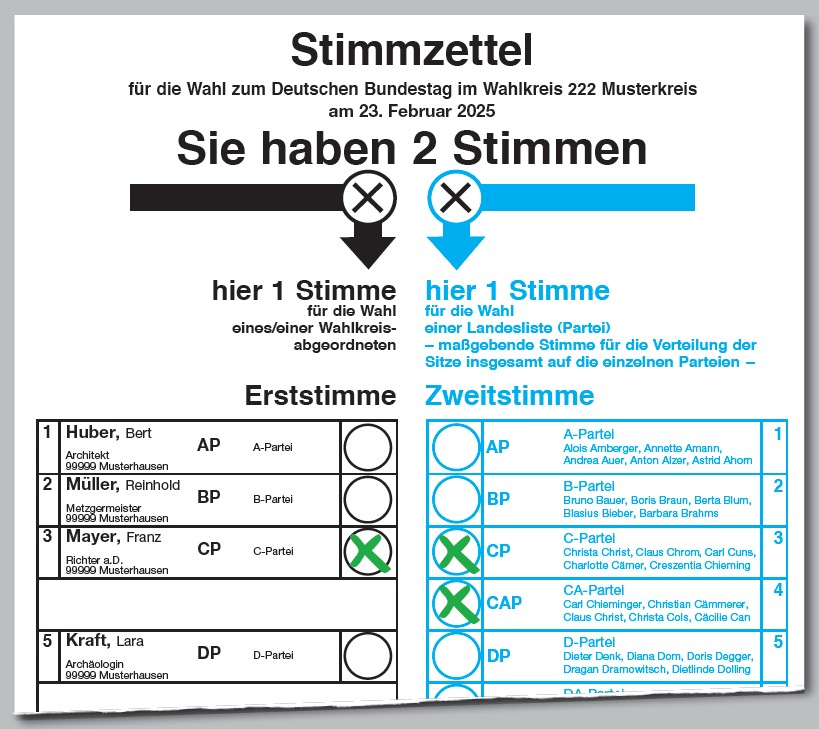 Stimmzettel
für die Wahl zum Deutschen Bundestag im Wahlkreis 222 Musterkreis
am 23. Februar 2025
Sie haben 2 Stimmen
hier 1 Stimme
für die Wahl
eines/einer Wahlkreis-
abgeordneten
hier 1 Stimme
für die Wahl
einer Landesliste (Partei)
– maßgebende Stimme für die Verteilung der
Sitze insgesamt auf die einzelnen Parteien –
Erststimme
1 Huber, Bert
Architekt
99999 Musterhausen
AP A-Partei
2 Müller, Reinhold
Metzgermeister
99999 Musterhausen
BP B-Partei
3 Mayer, Franz
Richter a.D.
99999 Musterhausen
CP C-Partei
5 Kraft, Lara
Archäologin
99999 Musterhausen
DP D-Partei
Zweitstimme
AP A-Partei 1
Alois Amberger, Annette Amann,
Andrea Auer, Anton Alzer, Astrid Ahorn
BP B-Partei 2
Bruno Bauer, Boris Braun, Berta Blum,
Blasius Bieber, Barbara Brahms
CP C-Partei 3
Christa Christ, Claus Chrom, Carl Cuns,
Charlotte Cärner, Creszentia Chieming
CAP CA-Partei 4
Carl Chieminger, Christian Cämmerer,
Claus Christ, Christa Cols, Cäcilie Can
DP D-Partei 5
Dieter Denk, Diana Dom, Doris Degger,
Dragan Dramowitsch, Dietlinde Dolling
DA-Partei